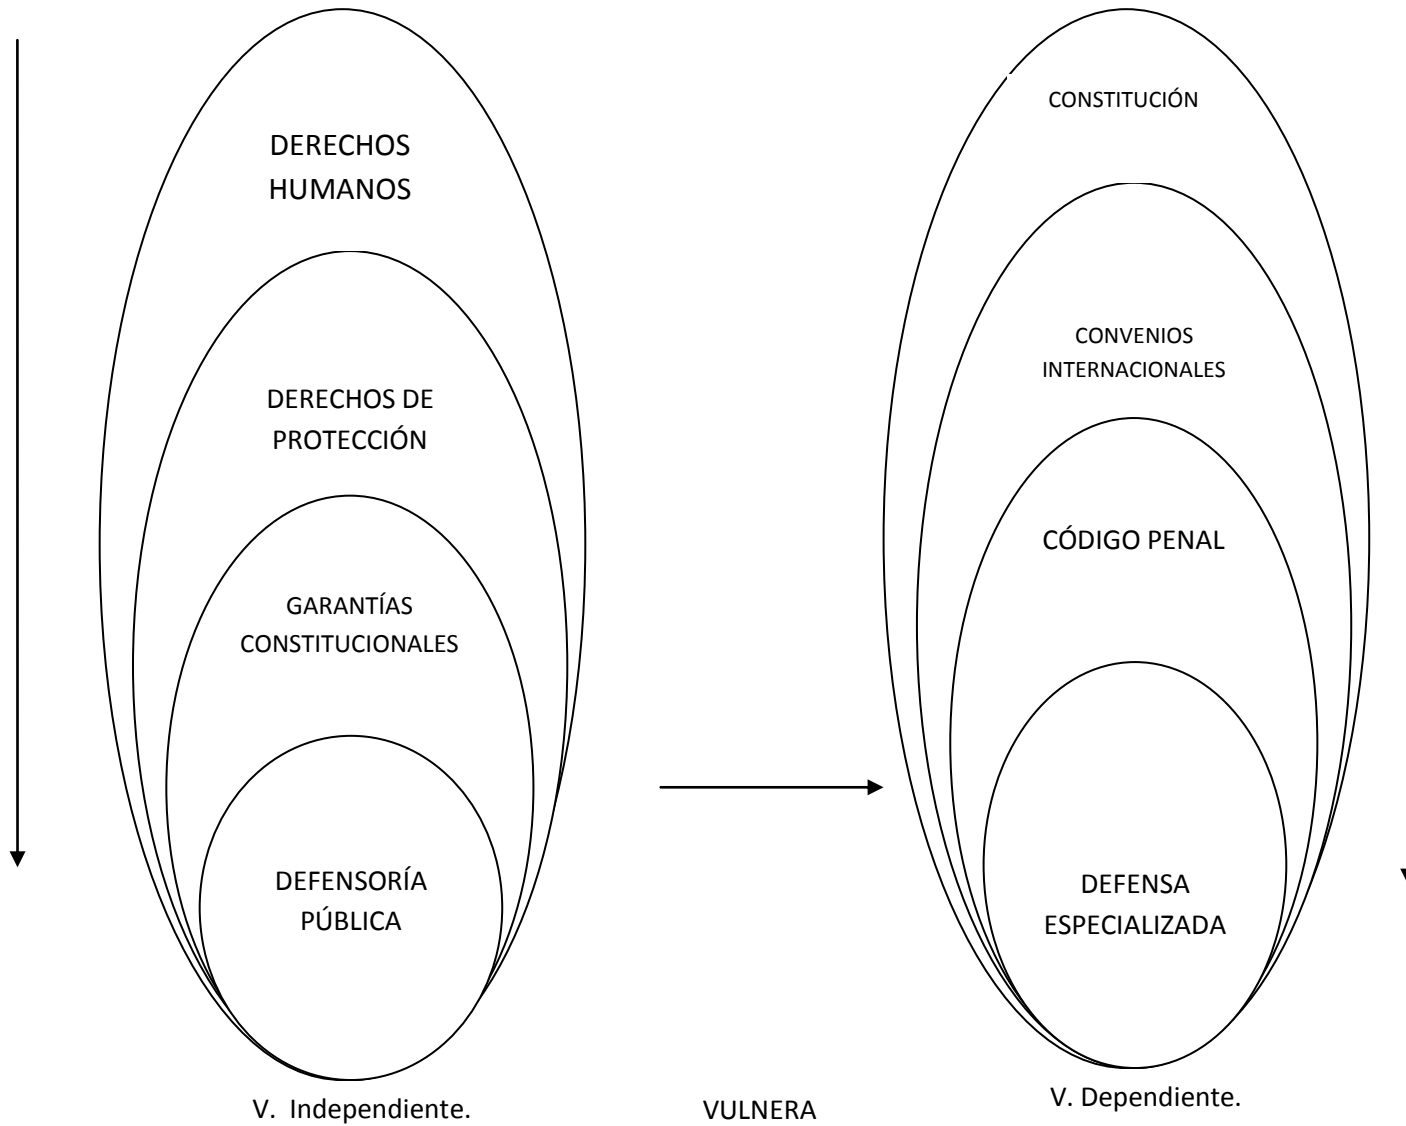 DERECHOS
HUMANOS
DERECHOS DE
PROTECCIÓN
GARANTÍAS
CONSTITUCIONALES
DEFENSORÍA
PÚBLICA
V. Independiente.
VULNERA
CONSTITUCIÓN
CONVENIOS
INTERNACIONALES
CÓDIGO PENAL
DEFENSA
ESPECIALIZADA
V. Dependiente.